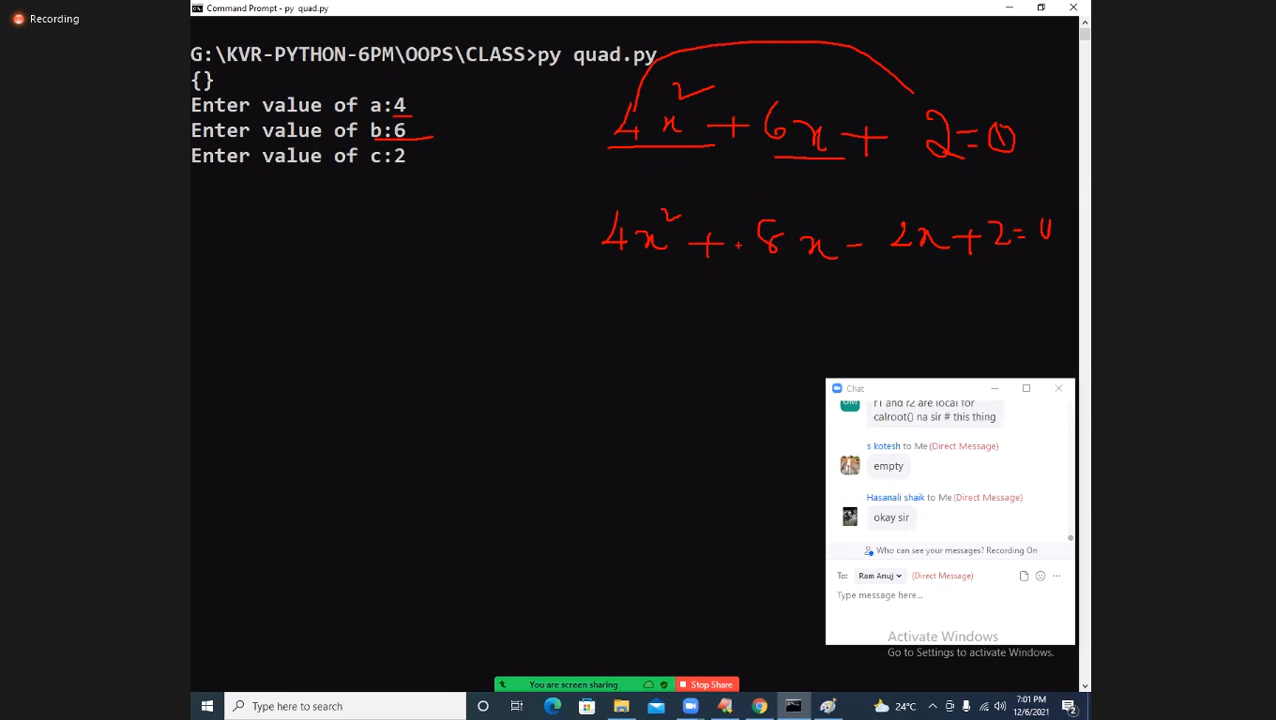 Recording
Command Prompt - py quad.py
G:\KVR-PYTHON-6PM\OOPS\CLASS>py quad.py
{}
Enter value of a:4
Enter value of b:6
Enter value of c:2
4x² + 6x + 2 = 0
4x² + 8x - 2x + 2 = 0
Chat
r1 and r2 are local for
calroot() na sir # this thing
s kotesh to Me (Direct Message)
empty
Hasanali shaik to Me (Direct Message)
okay sir
Who can see your messages? Recording On
To: Ram Anuj (Direct Message)
Type message here...
Activate Windows
Go to Settings to activate Windows.
You are screen sharing
Stop Share
Type here to search
24°C
7:01 PM
12/6/2021
2